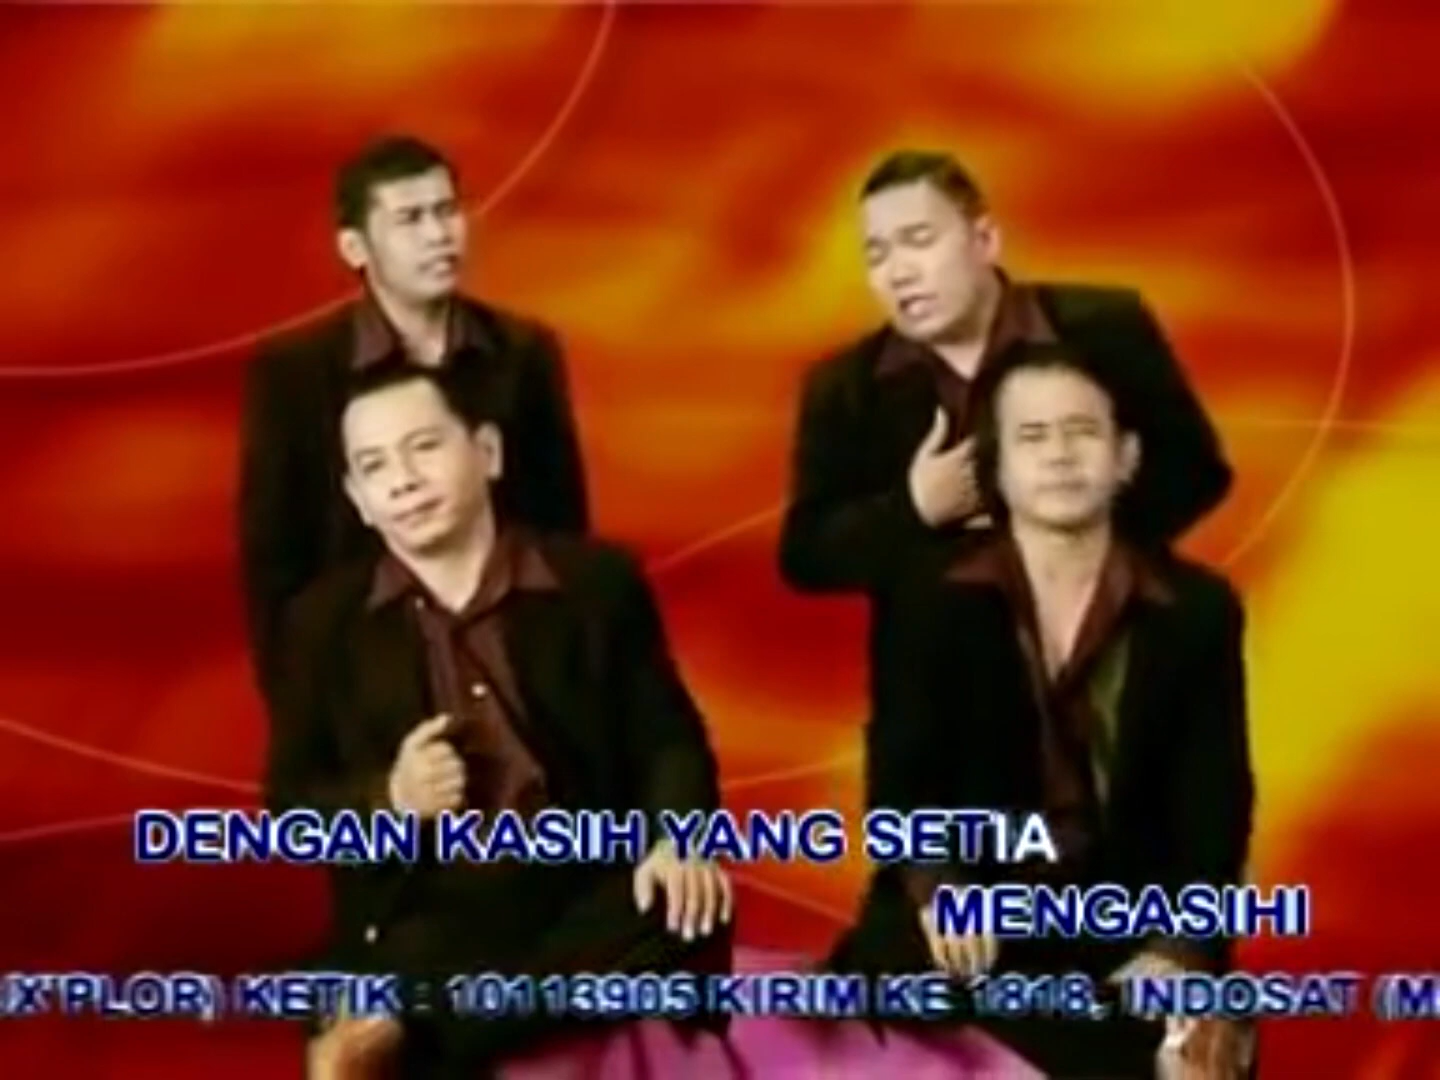 DENGAN KASIH YANG SETIA
MENGASIHI
X'PLOR) KETIK : 10113905 KIRIM KE 1818, INDOSAT (M